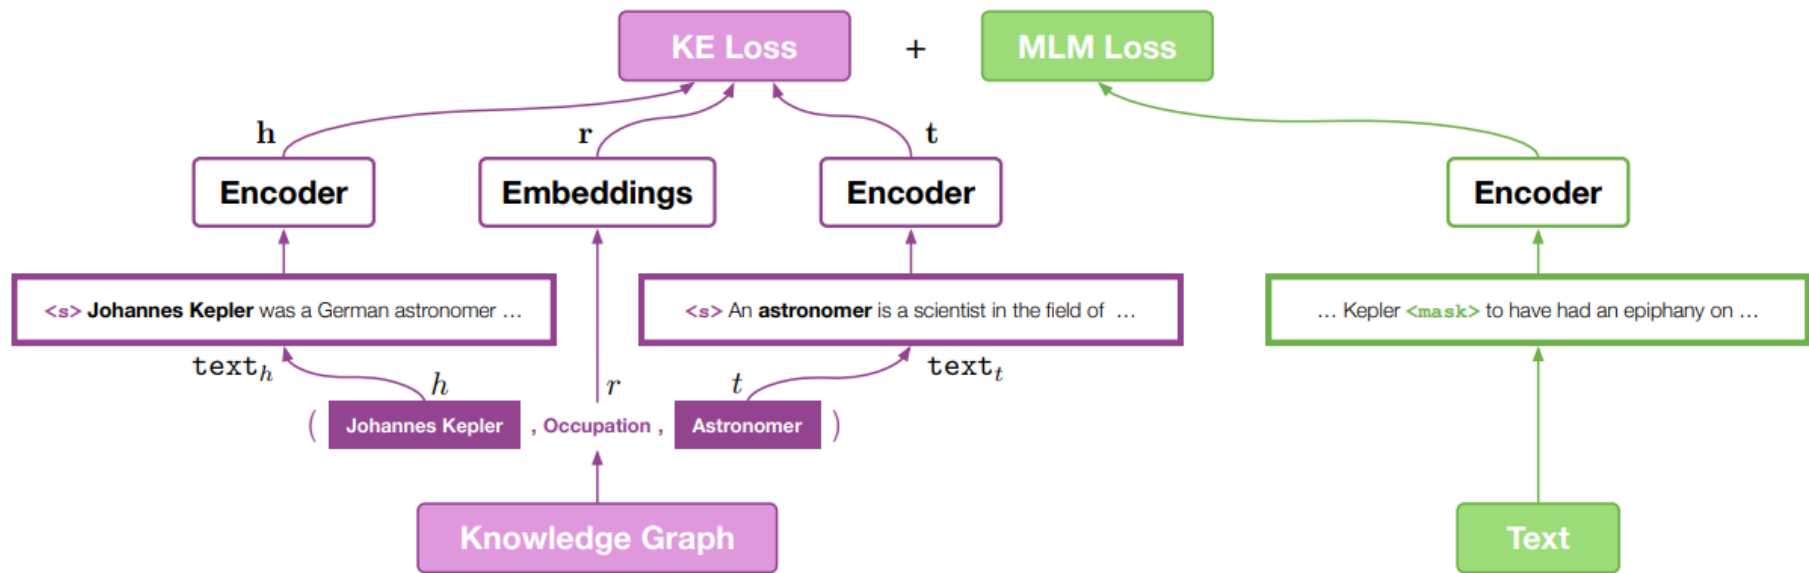 KE Loss + MLM Loss
h r t
Encoder Embeddings Encoder Encoder
<s> Johannes Kepler was a German astronomer ...
<s> An astronomer is a scientist in the field of ...
... Kepler <mask> to have had an epiphany on ...
text_h h r t text_t
( Johannes Kepler , Occupation , Astronomer )
Knowledge Graph Text